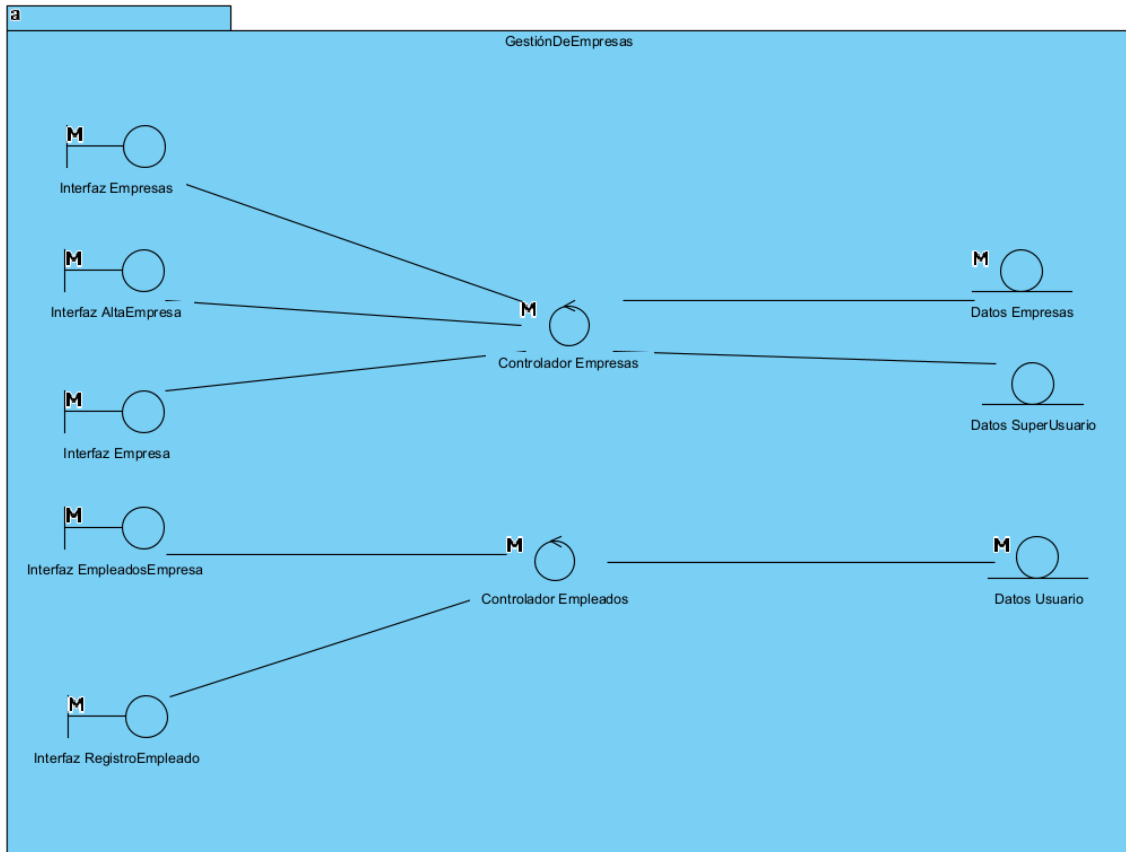 a
GestiónDeEmpresas
M
Interfaz Empresas
M
Interfaz AltaEmpresa
M
Interfaz Empresa
M
Interfaz EmpleadosEmpresa
M
Interfaz RegistroEmpleado
M
Controlador Empresas
M
Controlador Empleados
M
Datos Empresas
Datos SuperUsuario
M
Datos Usuario